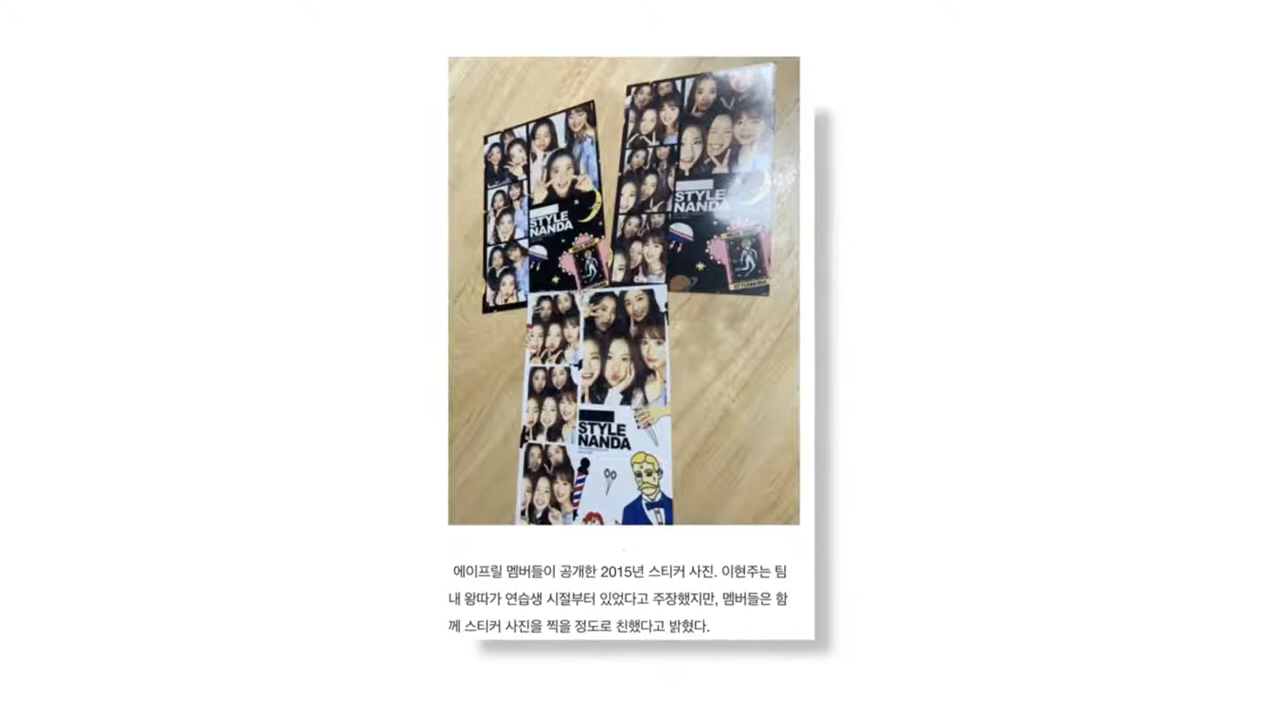 STYLE
NANDA
STYLE
NANDA
STYLE
NANDA
에이프릴 멤버들이 공개한 2015년 스티커 사진. 이현주는 팀
내 왕따가 연습생 시절부터 있었다고 주장했지만, 멤버들은 함
께 스티커 사진을 찍을 정도로 친했다고 밝혔다.